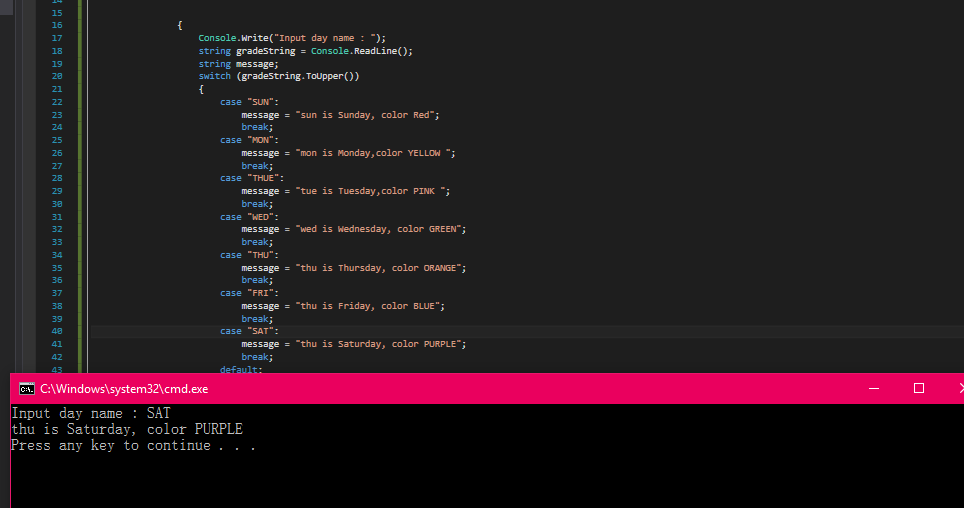 14
15
16 {
17 Console.Write("Input day name : ");
18 string gradeString = Console.ReadLine();
19 string message;
20 switch (gradeString.ToUpper())
21 {
22 case "SUN":
23 message = "sun is Sunday, color Red";
24 break;
25 case "MON":
26 message = "mon is Monday,color YELLOW ";
27 break;
28 case "THUE":
29 message = "tue is Tuesday,color PINK ";
30 break;
31 case "WED":
32 message = "wed is Wednesday, color GREEN";
33 break;
34 case "THU":
35 message = "thu is Thursday, color ORANGE";
36 break;
37 case "FRI":
38 message = "thu is Friday, color BLUE";
39 break;
40 case "SAT":
41 message = "thu is Saturday, color PURPLE";
42 break;
43 default:
C:\Windows\system32\cmd.exe
Input day name : SAT
thu is Saturday, color PURPLE
Press any key to continue . . .